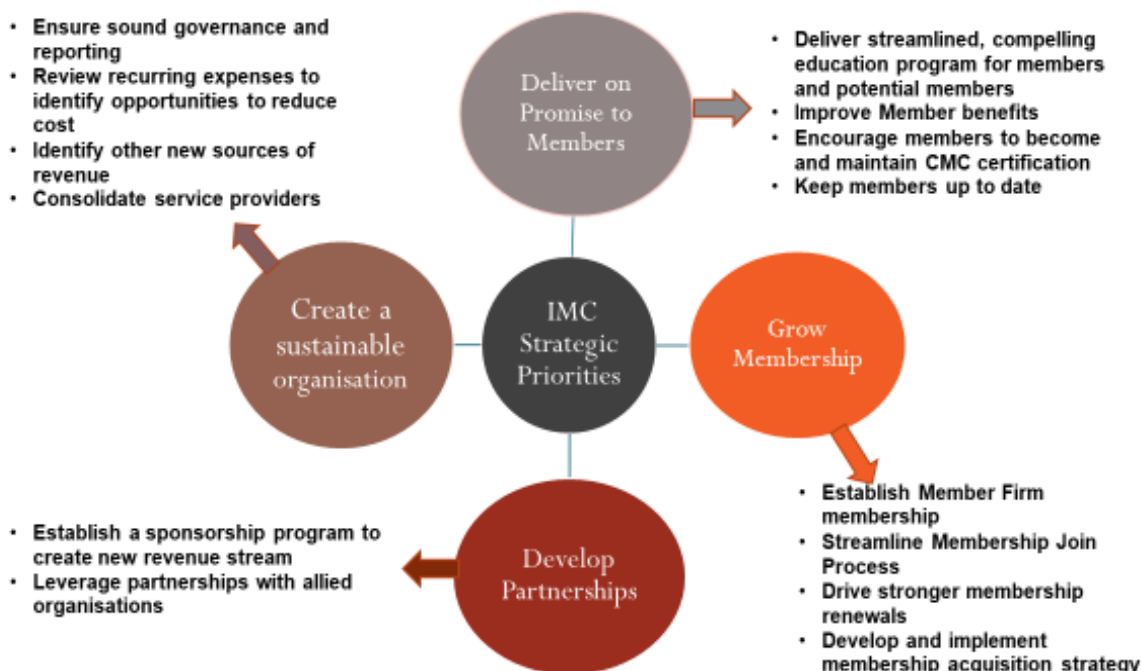 • Ensure sound governance and
reporting
• Review recurring expenses to
identify opportunities to reduce
cost
• Identify other new sources of
revenue
• Consolidate service providers
Deliver on
Promise to
Members
• Deliver streamlined, compelling
education program for members
and potential members
• Improve Member benefits
• Encourage members to become
and maintain CMC certification
• Keep members up to date
Create a
sustainable
organisation
IMC
Strategic
Priorities
Grow
Membership
• Establish a sponsorship program to
create new revenue stream
• Leverage partnerships with allied
organisations
Develop
Partnerships
• Establish Member Firm
membership
• Streamline Membership Join
Process
• Drive stronger membership
renewals
• Develop and implement
membership acquisition strategy